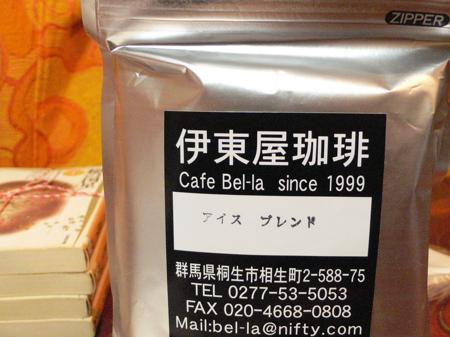 ZIPPER
伊東屋珈琲
Cafe Bel-la since 1999
アイス ブレンド
群馬県桐生市相生町2-588-75
TEL 0277-53-5053
FAX 020-4668-0808
Mail:bel-la@nifty.com